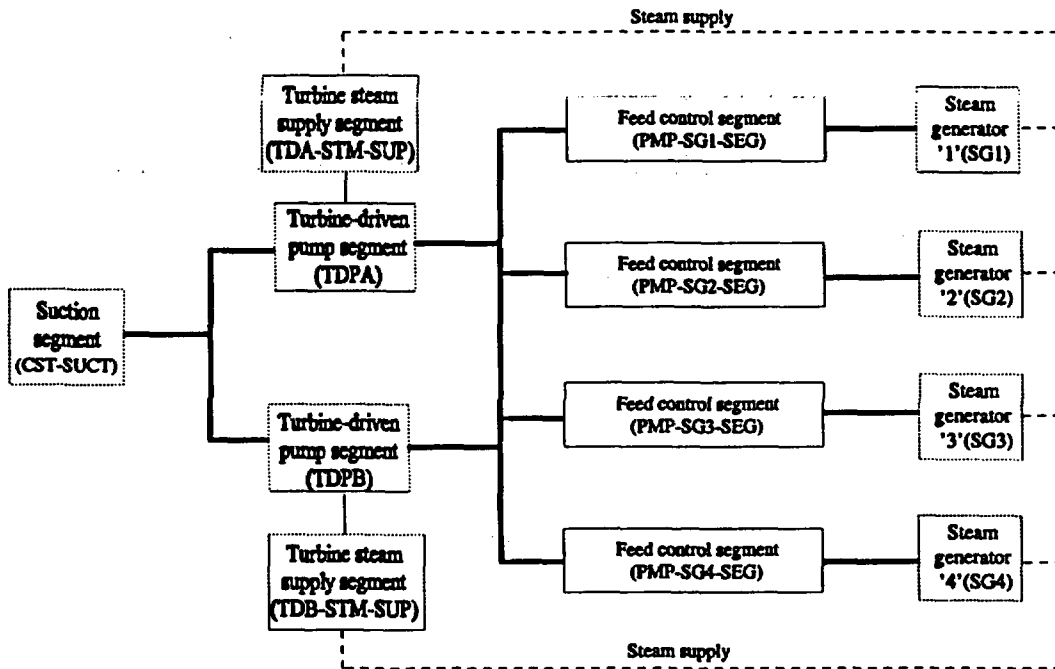 Steam supply
Turbine steam
supply segment
(TDA-STM-SUP)
Feed control segment
(PMP-SG1-SEG)
Steam
generator
'1'(SG1)
Turbine-driven
pump segment
(TDPA)
Feed control segment
(PMP-SG2-SEG)
Steam
generator
'2'(SG2)
Suction
segment
(CST-SUCT)
Turbine-driven
pump segment
(TDPB)
Feed control segment
(PMP-SG3-SEG)
Steam
generator
'3'(SG3)
Turbine steam
supply segment
(TDB-STM-SUP)
Feed control segment
(PMP-SG4-SEG)
Steam
generator
'4'(SG4)
Steam supply